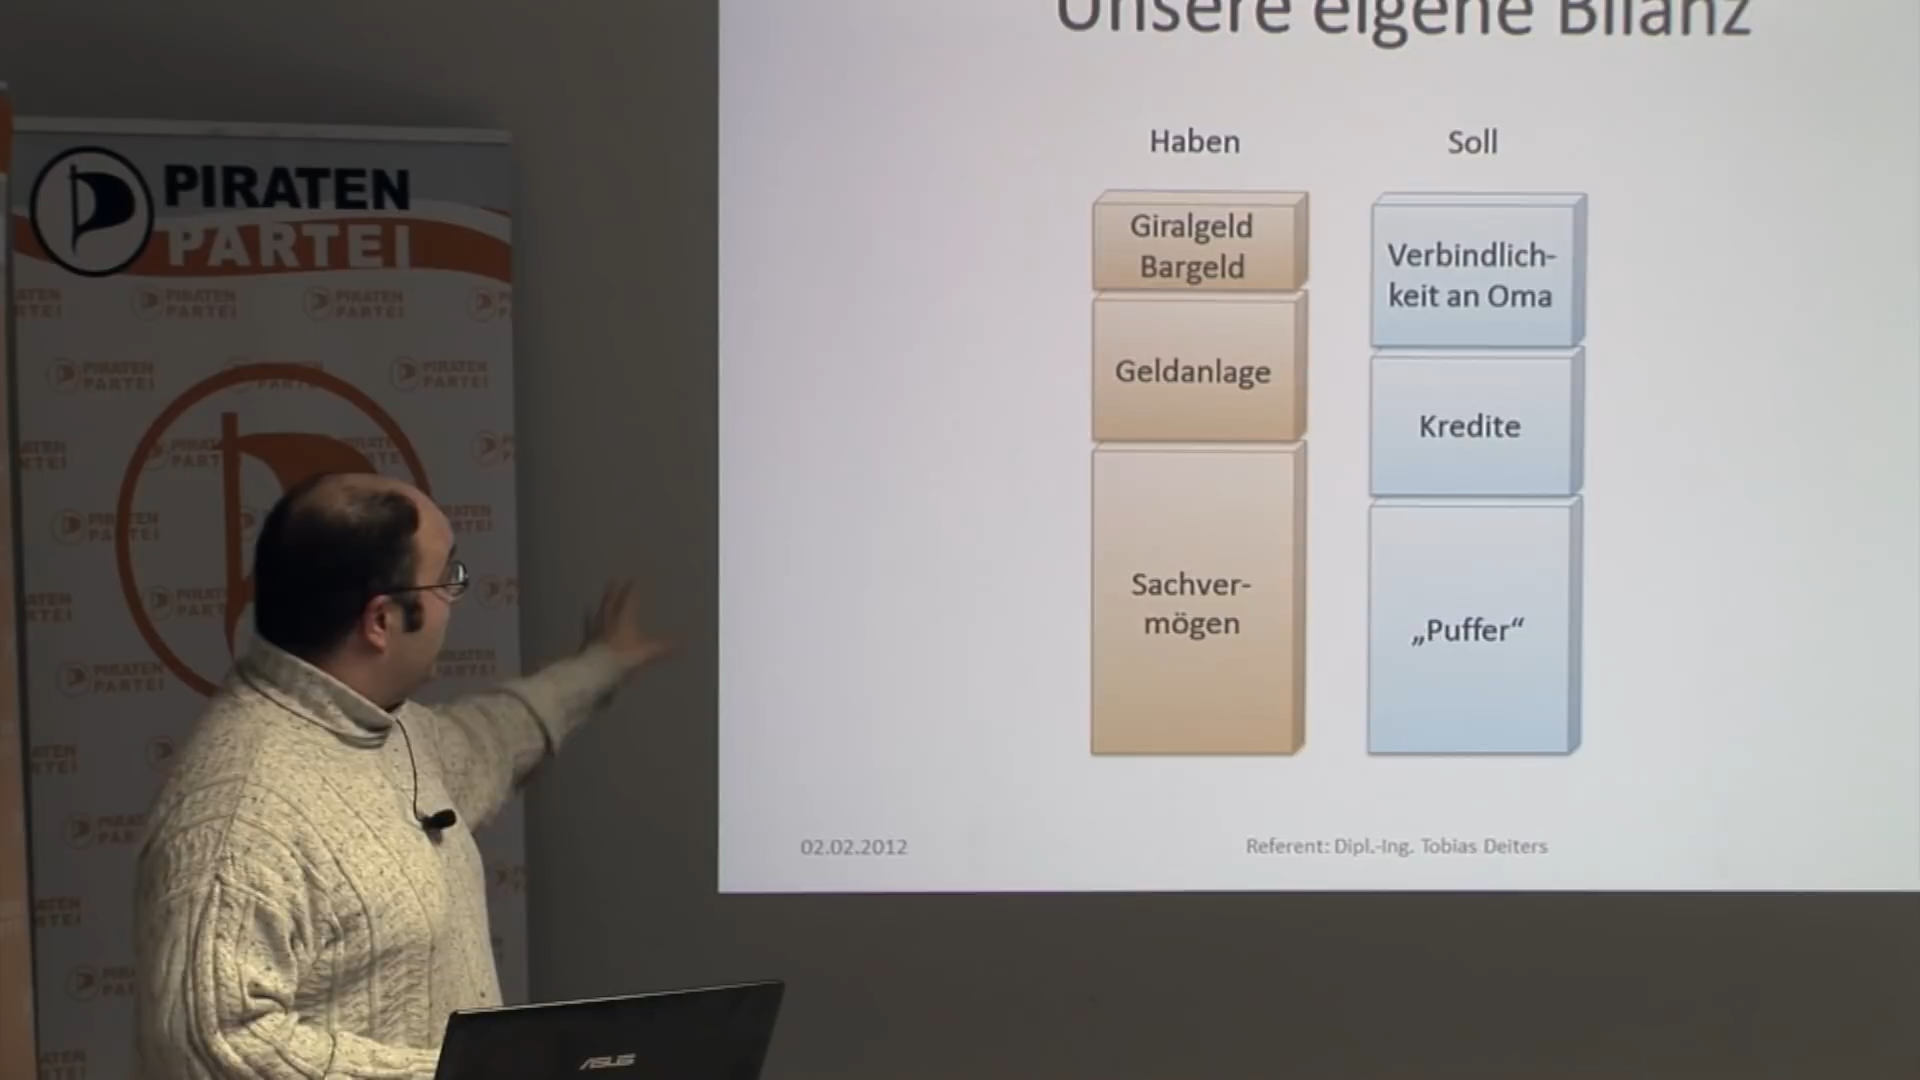 Unsere eigene Bilanz
Haben
Soll
Giralgeld
Bargeld
Geldanlage
Sachver-
mögen
Verbindlich-
keit an Oma
Kredite
„Puffer“
02.02.2012
Referent: Dipl.-Ing. Tobias Deiters
PIRATEN
PARTEI
ASUS